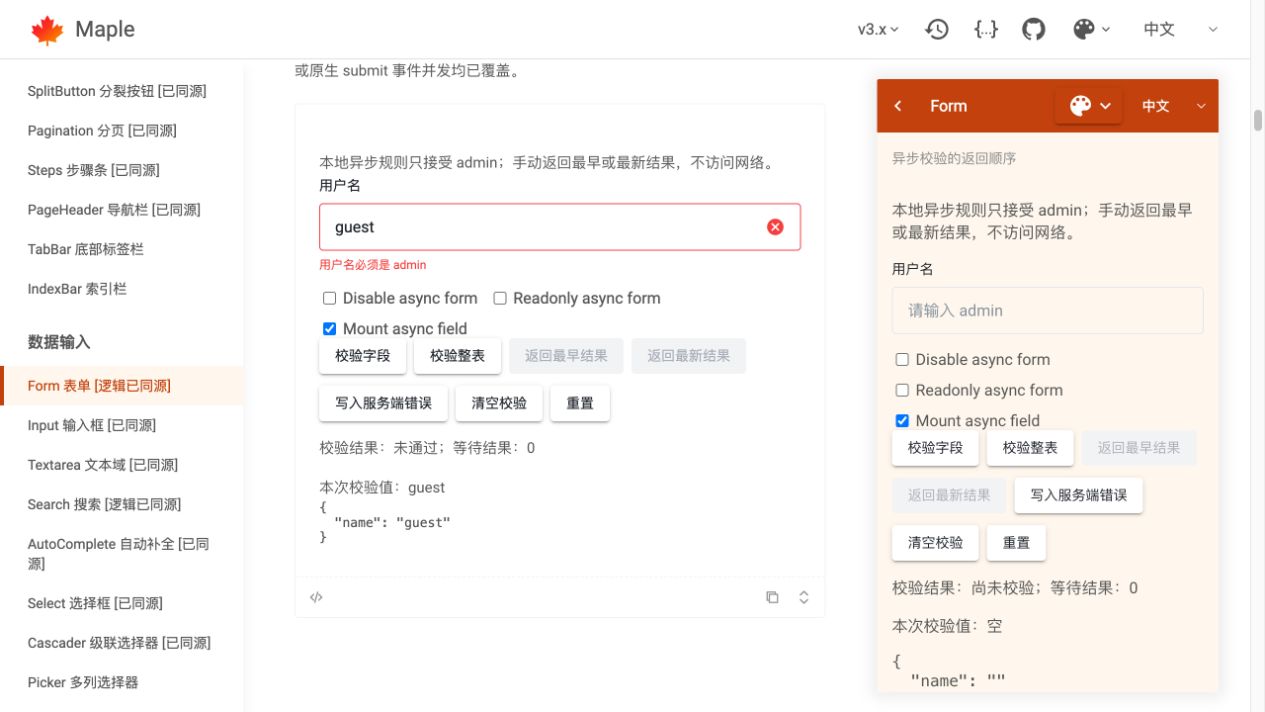 Maple
v3.x
{...}
中文
SplitButton 分裂按钮 [已同源]
Pagination 分页 [已同源]
Steps 步骤条 [已同源]
PageHeader 导航栏 [已同源]
TabBar 底部标签栏
IndexBar 索引栏
数据输入
Form 表单 [逻辑已同源]
Input 输入框 [已同源]
Textarea 文本域 [已同源]
Search 搜索 [逻辑已同源]
AutoComplete 自动补全 [已同
源]
Select 选择框 [已同源]
Cascader 级联选择器 [已同源]
Picker 多列选择器
或原生 submit 事件并发均已覆盖。
本地异步规则只接受 admin；手动返回最早或最新结果，不访问网络。
用户名
guest
用户名必须是 admin
Disable async form
Readonly async form
Mount async field
校验字段
校验整表
返回最早结果
返回最新结果
写入服务端错误
清空校验
重置
校验结果：未通过；等待结果：0
本次校验值：guest
{
"name": "guest"
}
Form
中文
异步校验的返回顺序
本地异步规则只接受 admin；手动返回最早
或最新结果，不访问网络。
用户名
请输入 admin
Disable async form
Readonly async form
Mount async field
校验字段
校验整表
返回最早结果
返回最新结果
写入服务端错误
清空校验
重置
校验结果：尚未校验；等待结果：0
本次校验值：空
{
"name": ""